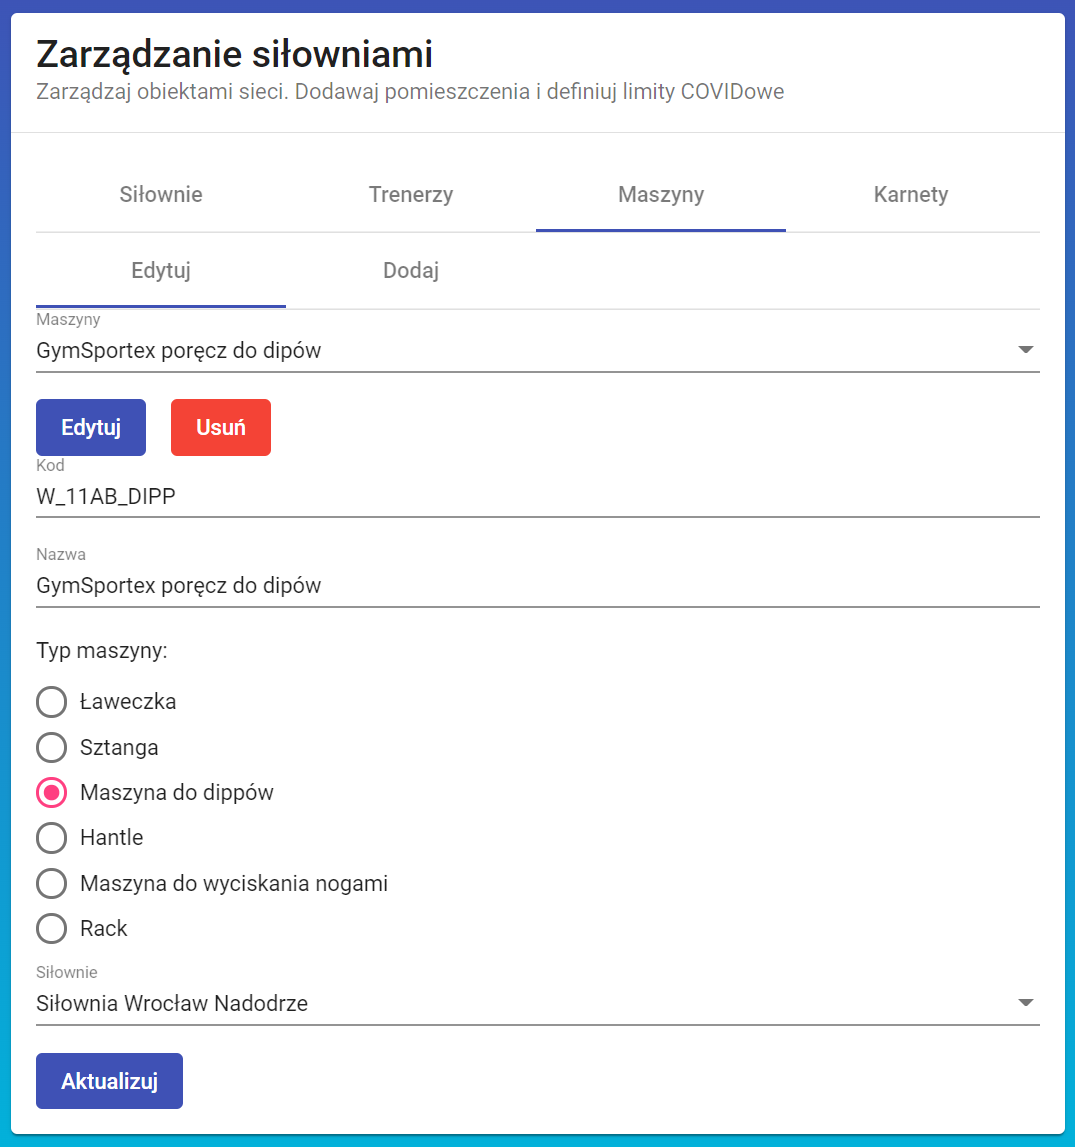 Zarządzanie siłowniami
Zarządzaj obiektami sieci. Dodawaj pomieszczenia i definiuj limity COVIDowe
Siłownie Trenerzy Maszyny Karnety
Edytuj Dodaj
Maszyny
GymSportex poręcz do dipów
Edytuj Usuń
Kod
W_11AB_DIPP
Nazwa
GymSportex poręcz do dipów
Typ maszyny:
Ławeczka
Sztanga
Maszyna do dippów
Hantle
Maszyna do wyciskania nogami
Rack
Siłownie
Siłownia Wrocław Nadodrze
Aktualizuj